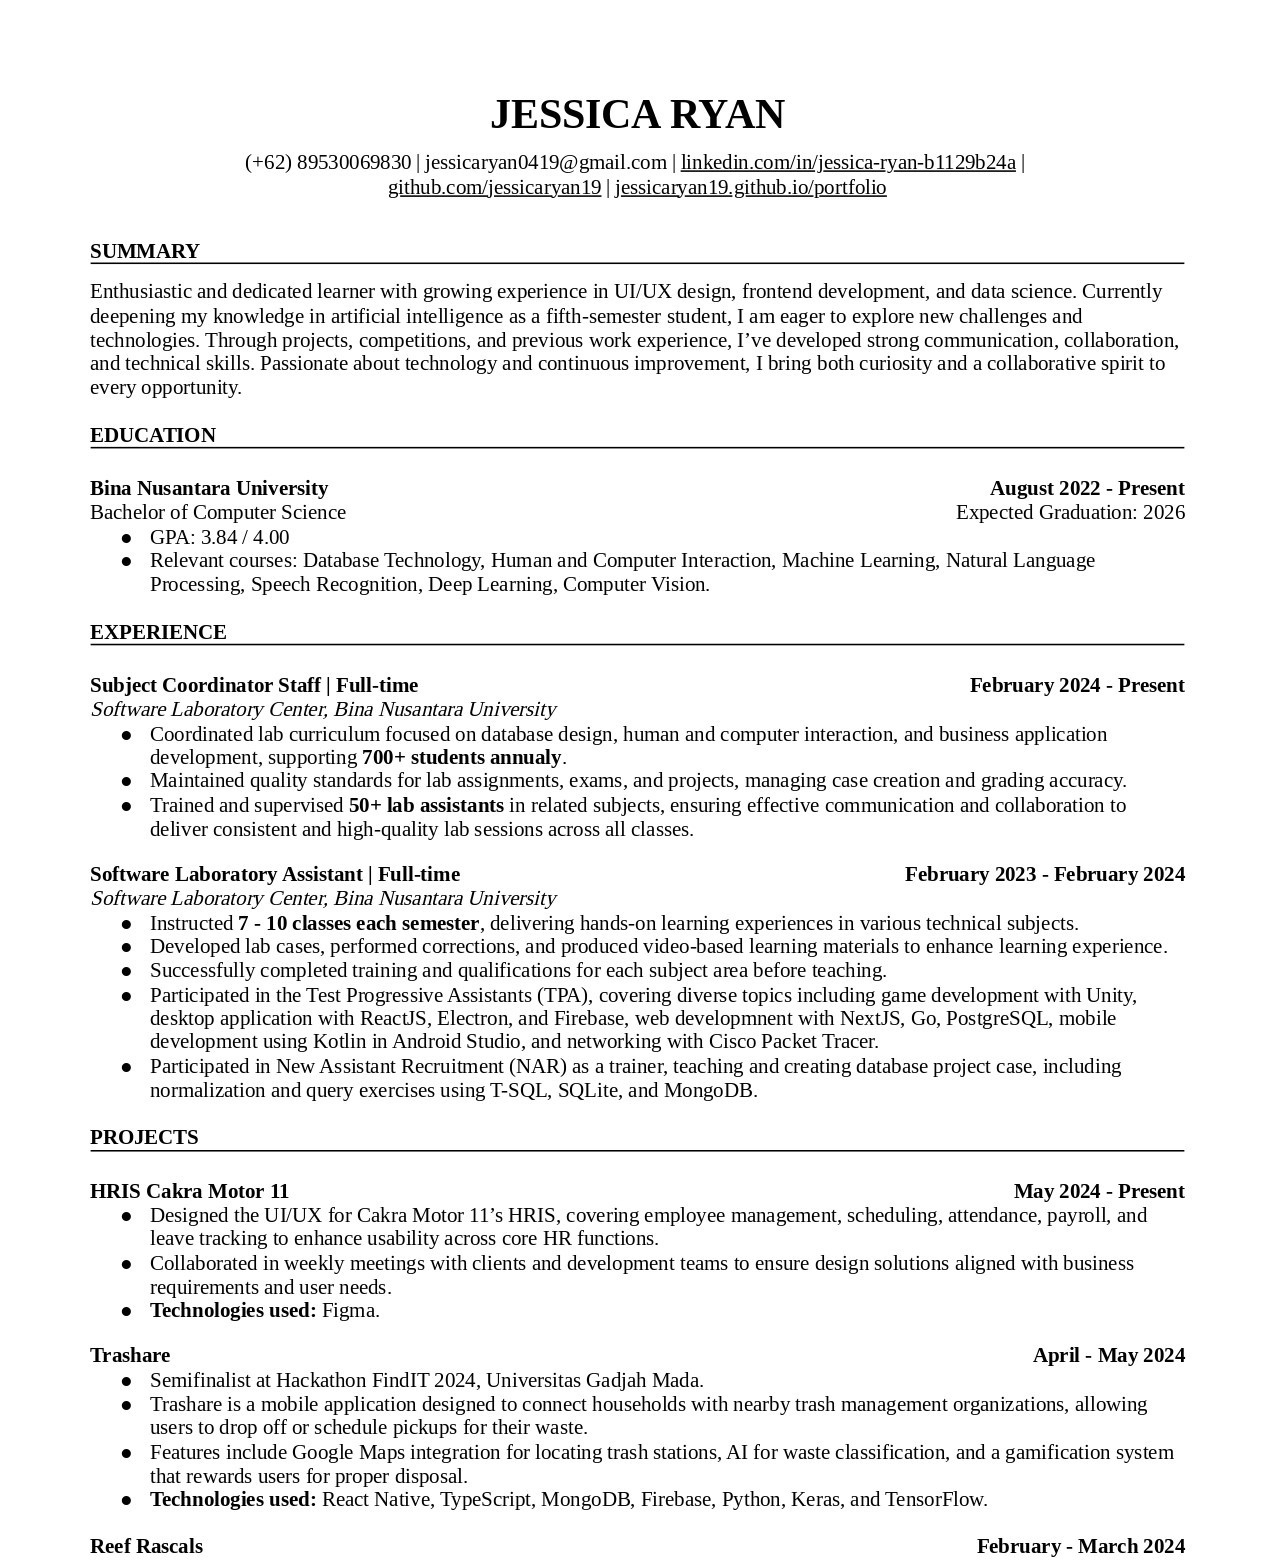 JESSICA RYAN
(+62) 89530069830 | jessicaryan0419@gmail.com | linkedin.com/in/jessica-ryan-b1129b24a |
github.com/jessicaryan19 | jessicaryan19.github.io/portfolio
SUMMARY
Enthusiastic and dedicated learner with growing experience in UI/UX design, frontend development, and data science. Currently
deepening my knowledge in artificial intelligence as a fifth-semester student, I am eager to explore new challenges and
technologies. Through projects, competitions, and previous work experience, I’ve developed strong communication, collaboration,
and technical skills. Passionate about technology and continuous improvement, I bring both curiosity and a collaborative spirit to
every opportunity.
EDUCATION
Bina Nusantara University August 2022 - Present
Bachelor of Computer Science Expected Graduation: 2026
● GPA: 3.84 / 4.00
● Relevant courses: Database Technology, Human and Computer Interaction, Machine Learning, Natural Language
Processing, Speech Recognition, Deep Learning, Computer Vision.
EXPERIENCE
Subject Coordinator Staff | Full-time February 2024 - Present
Software Laboratory Center, Bina Nusantara University
● Coordinated lab curriculum focused on database design, human and computer interaction, and business application
development, supporting 700+ students annualy.
● Maintained quality standards for lab assignments, exams, and projects, managing case creation and grading accuracy.
● Trained and supervised 50+ lab assistants in related subjects, ensuring effective communication and collaboration to
deliver consistent and high-quality lab sessions across all classes.
Software Laboratory Assistant | Full-time February 2023 - February 2024
Software Laboratory Center, Bina Nusantara University
● Instructed 7 - 10 classes each semester, delivering hands-on learning experiences in various technical subjects.
● Developed lab cases, performed corrections, and produced video-based learning materials to enhance learning experience.
● Successfully completed training and qualifications for each subject area before teaching.
● Participated in the Test Progressive Assistants (TPA), covering diverse topics including game development with Unity,
desktop application with ReactJS, Electron, and Firebase, web developmnent with NextJS, Go, PostgreSQL, mobile
development using Kotlin in Android Studio, and networking with Cisco Packet Tracer.
● Participated in New Assistant Recruitment (NAR) as a trainer, teaching and creating database project case, including
normalization and query exercises using T-SQL, SQLite, and MongoDB.
PROJECTS
HRIS Cakra Motor 11 May 2024 - Present
● Designed the UI/UX for Cakra Motor 11’s HRIS, covering employee management, scheduling, attendance, payroll, and
leave tracking to enhance usability across core HR functions.
● Collaborated in weekly meetings with clients and development teams to ensure design solutions aligned with business
requirements and user needs.
● Technologies used: Figma.
Trashare April - May 2024
● Semifinalist at Hackathon FindIT 2024, Universitas Gadjah Mada.
● Trashare is a mobile application designed to connect households with nearby trash management organizations, allowing
users to drop off or schedule pickups for their waste.
● Features include Google Maps integration for locating trash stations, AI for waste classification, and a gamification system
that rewards users for proper disposal.
● Technologies used: React Native, TypeScript, MongoDB, Firebase, Python, Keras, and TensorFlow.
Reef Rascals February - March 2024